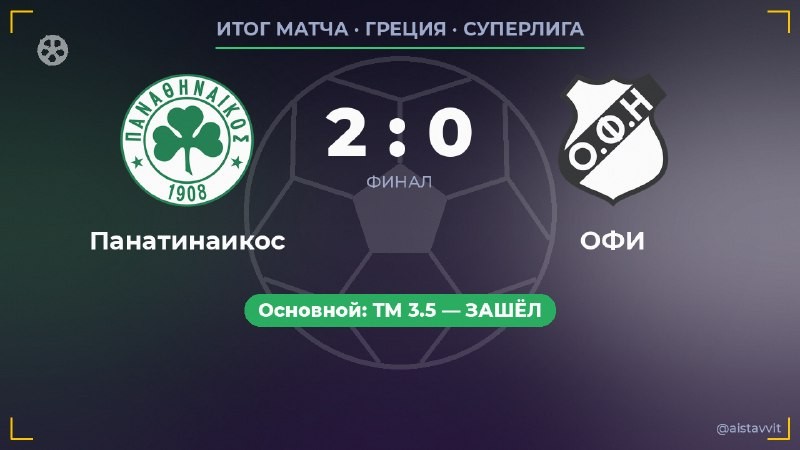 ИТОГ МАТЧА · ГРЕЦИЯ · СУПЕРЛИГА
ΠΑΝΑΘΗΝΑΙΚΟΣ
1908
2 : 0
ФИНАЛ
Ο.Φ.Η
Панатинаикос
ОФИ
Основной: ТМ 3.5 — ЗАШЁЛ
@aistavvit